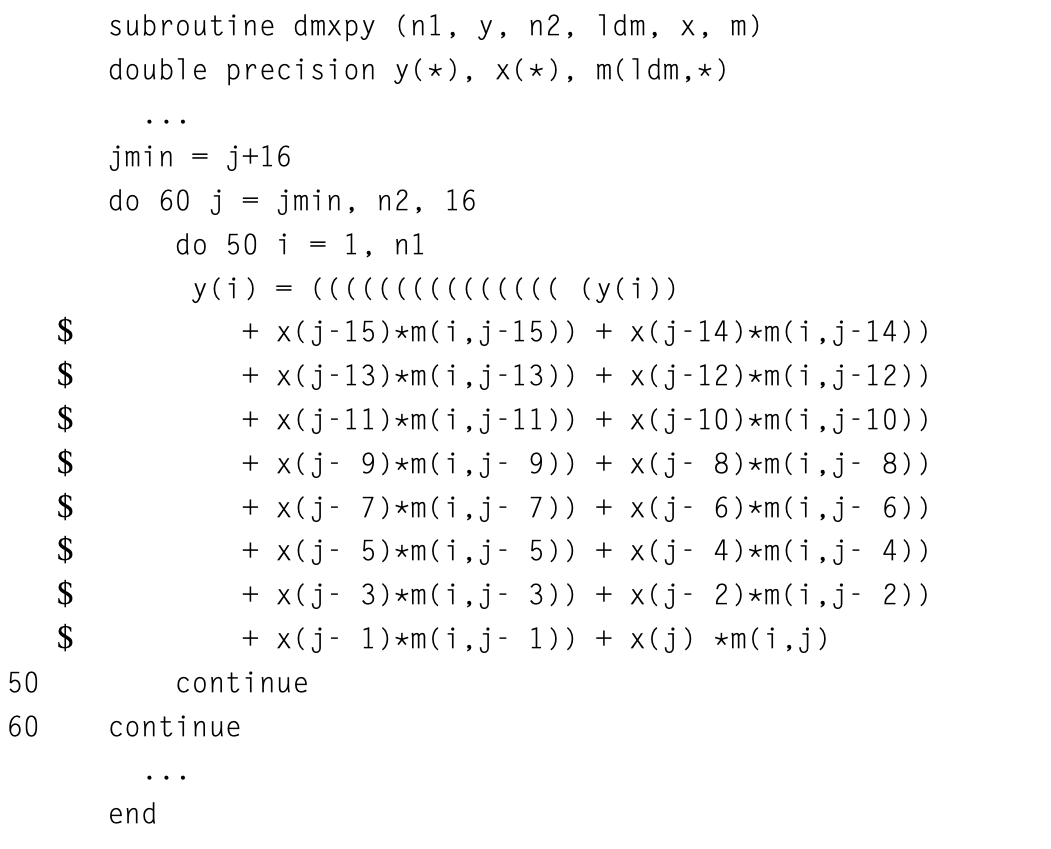 subroutine dmxpy (n1, y, n2, ldm, x, m)
double precision y(*), x(*), m(ldm,*)
...
jmin = j+16
do 60 j = jmin, n2, 16
do 50 i = 1, n1
y(i) = ((((((((((((((( (y(i))
$ + x(j-15)*m(i,j-15)) + x(j-14)*m(i,j-14))
$ + x(j-13)*m(i,j-13)) + x(j-12)*m(i,j-12))
$ + x(j-11)*m(i,j-11)) + x(j-10)*m(i,j-10))
$ + x(j- 9)*m(i,j- 9)) + x(j- 8)*m(i,j- 8))
$ + x(j- 7)*m(i,j- 7)) + x(j- 6)*m(i,j- 6))
$ + x(j- 5)*m(i,j- 5)) + x(j- 4)*m(i,j- 4))
$ + x(j- 3)*m(i,j- 3)) + x(j- 2)*m(i,j- 2))
$ + x(j- 1)*m(i,j- 1)) + x(j) *m(i,j)
50 continue
60 continue
...
end